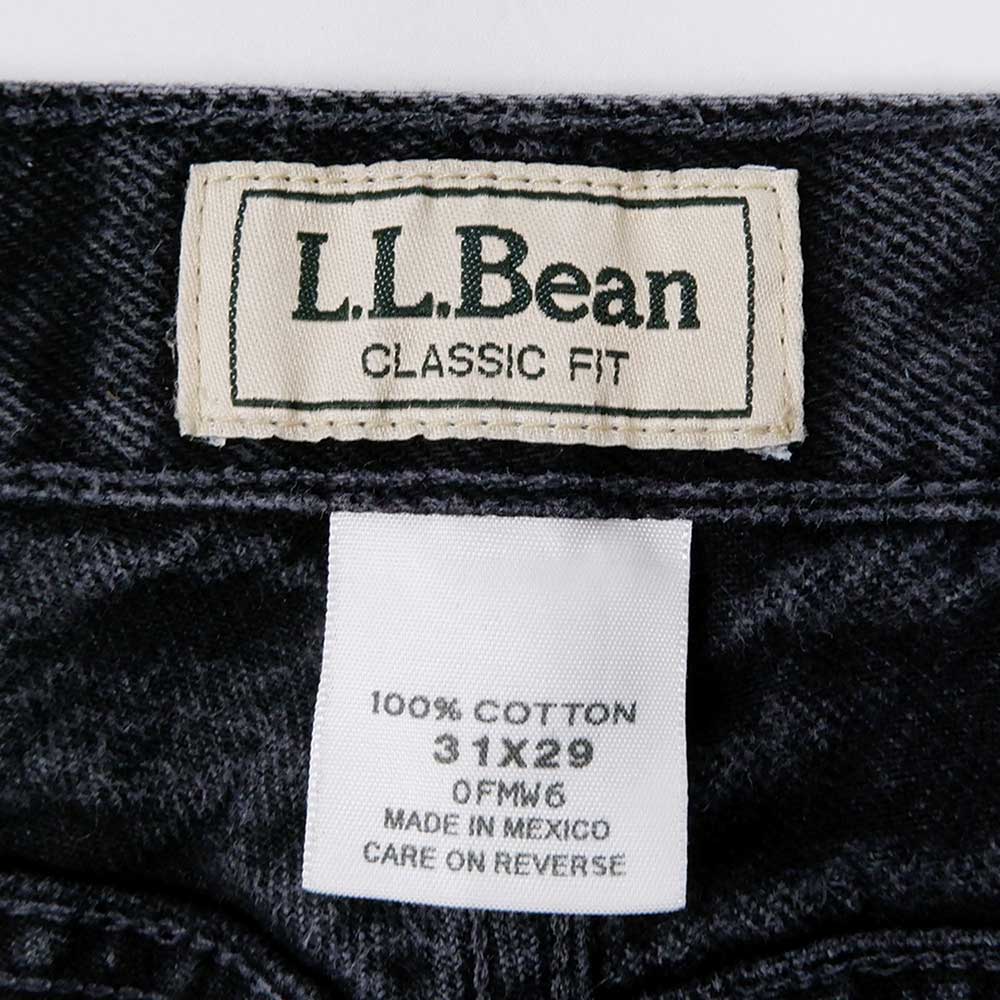 L.L.Bean
CLASSIC FIT
100% COTTON
31X29
0FMW6
MADE IN MEXICO
CARE ON REVERSE